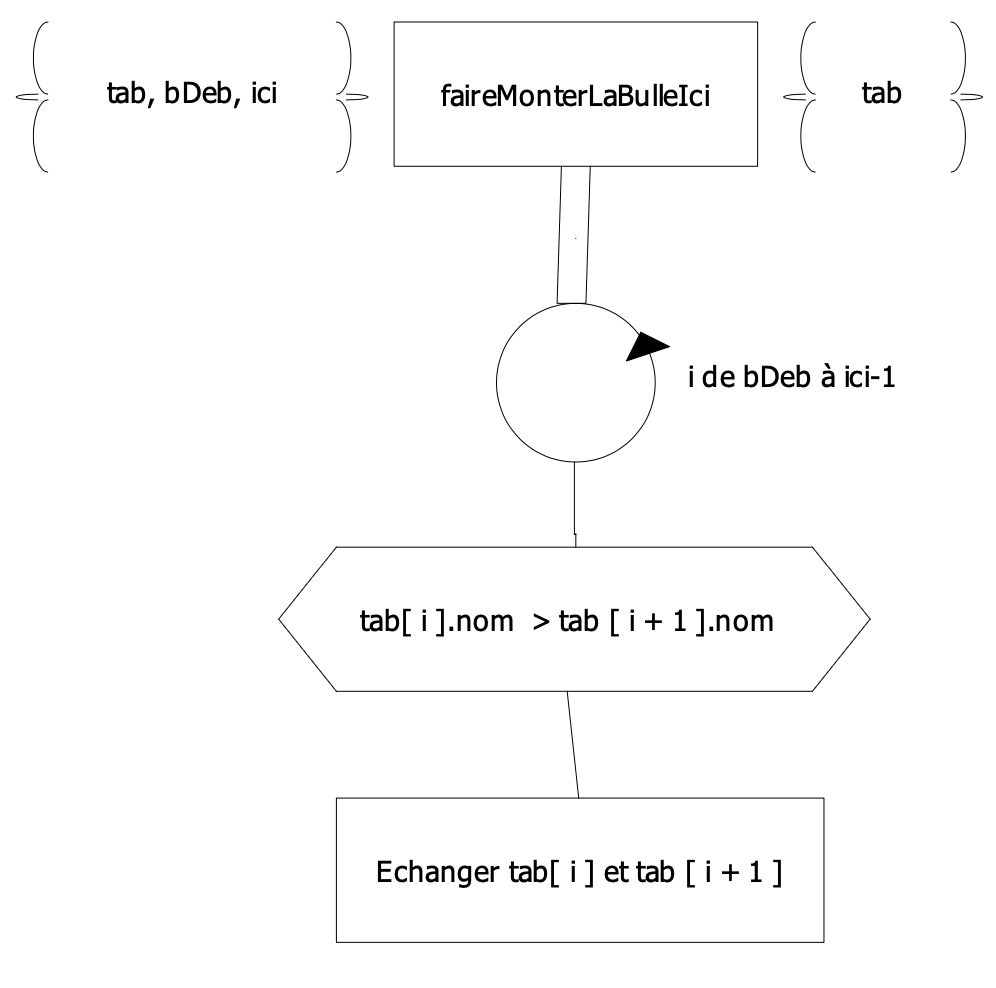 tab, bDeb, ici
faireMonterLaBulleIci
tab
i de bDeb à ici-1
tab[ i ].nom  > tab [ i + 1 ].nom
Echanger tab[ i ] et tab [ i + 1 ]